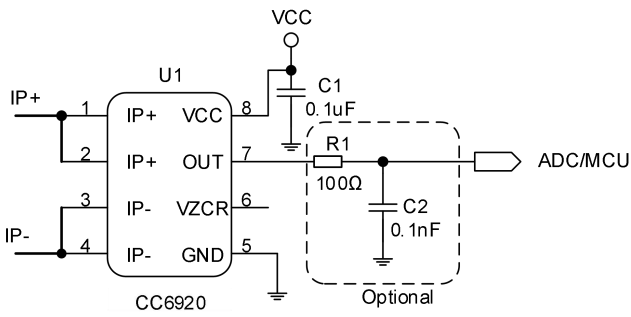 VCC
U1
IP+
1
IP+
VCC
8
C1
0.1uF
2
IP+
OUT
7
R1
100Ω
ADC/MCU
3
IP-
VZCR
6
C2
0.1nF
IP-
4
IP-
GND
5
Optional
CC6920